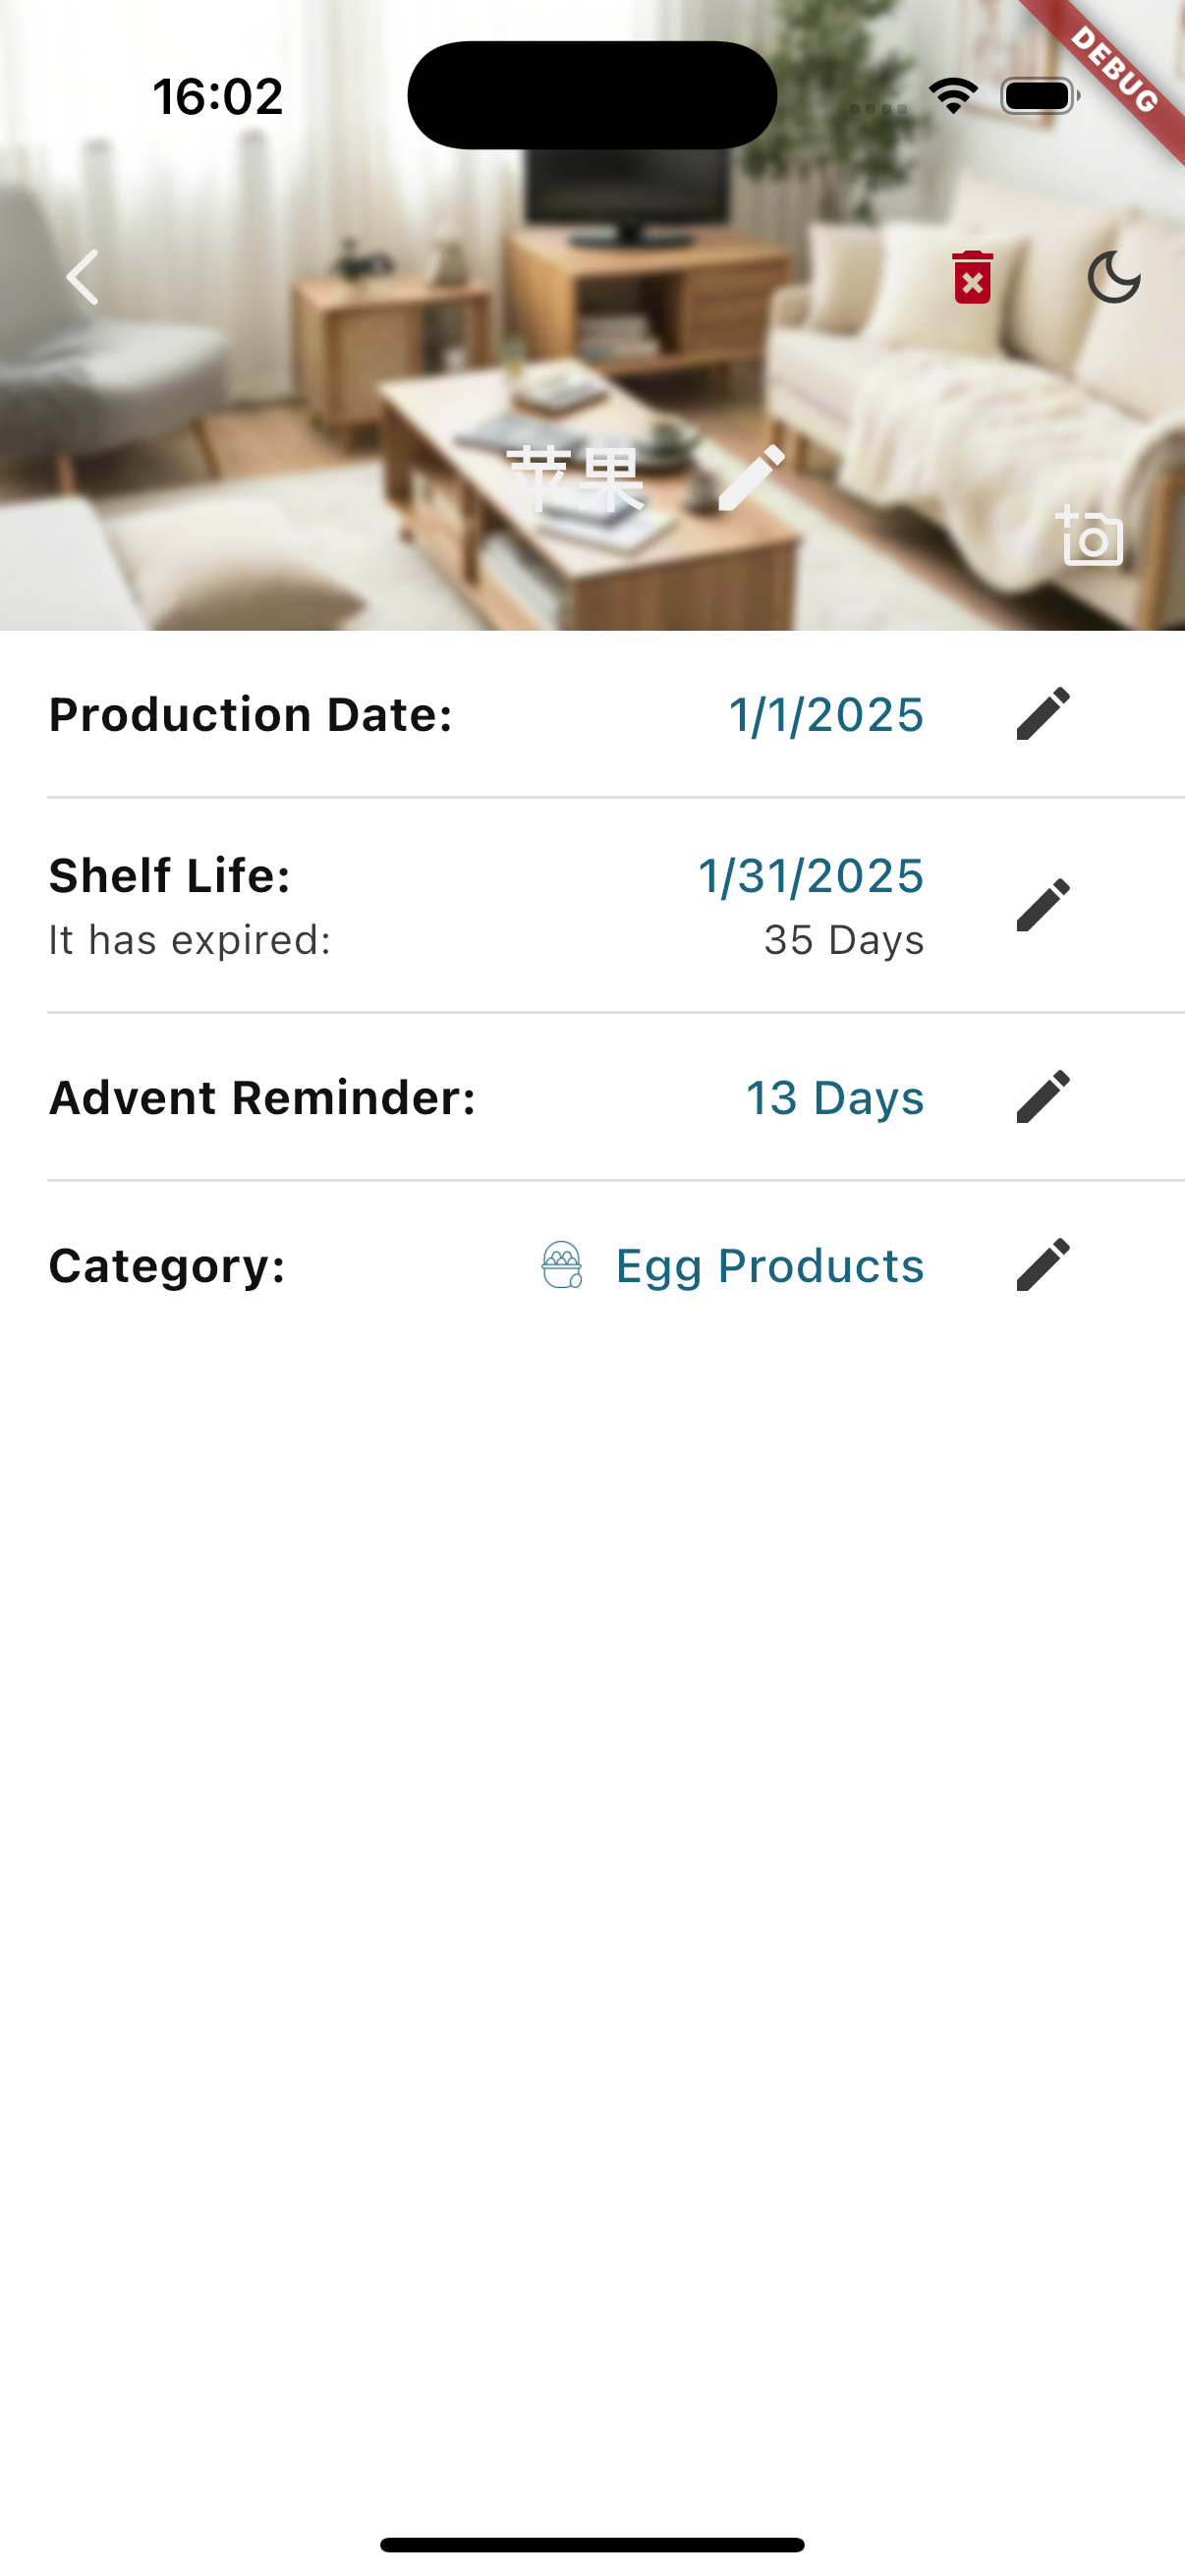 16:02
DEBUG
苹果
Production Date: 1/1/2025
Shelf Life: 1/31/2025
It has expired: 35 Days
Advent Reminder: 13 Days
Category: Egg Products